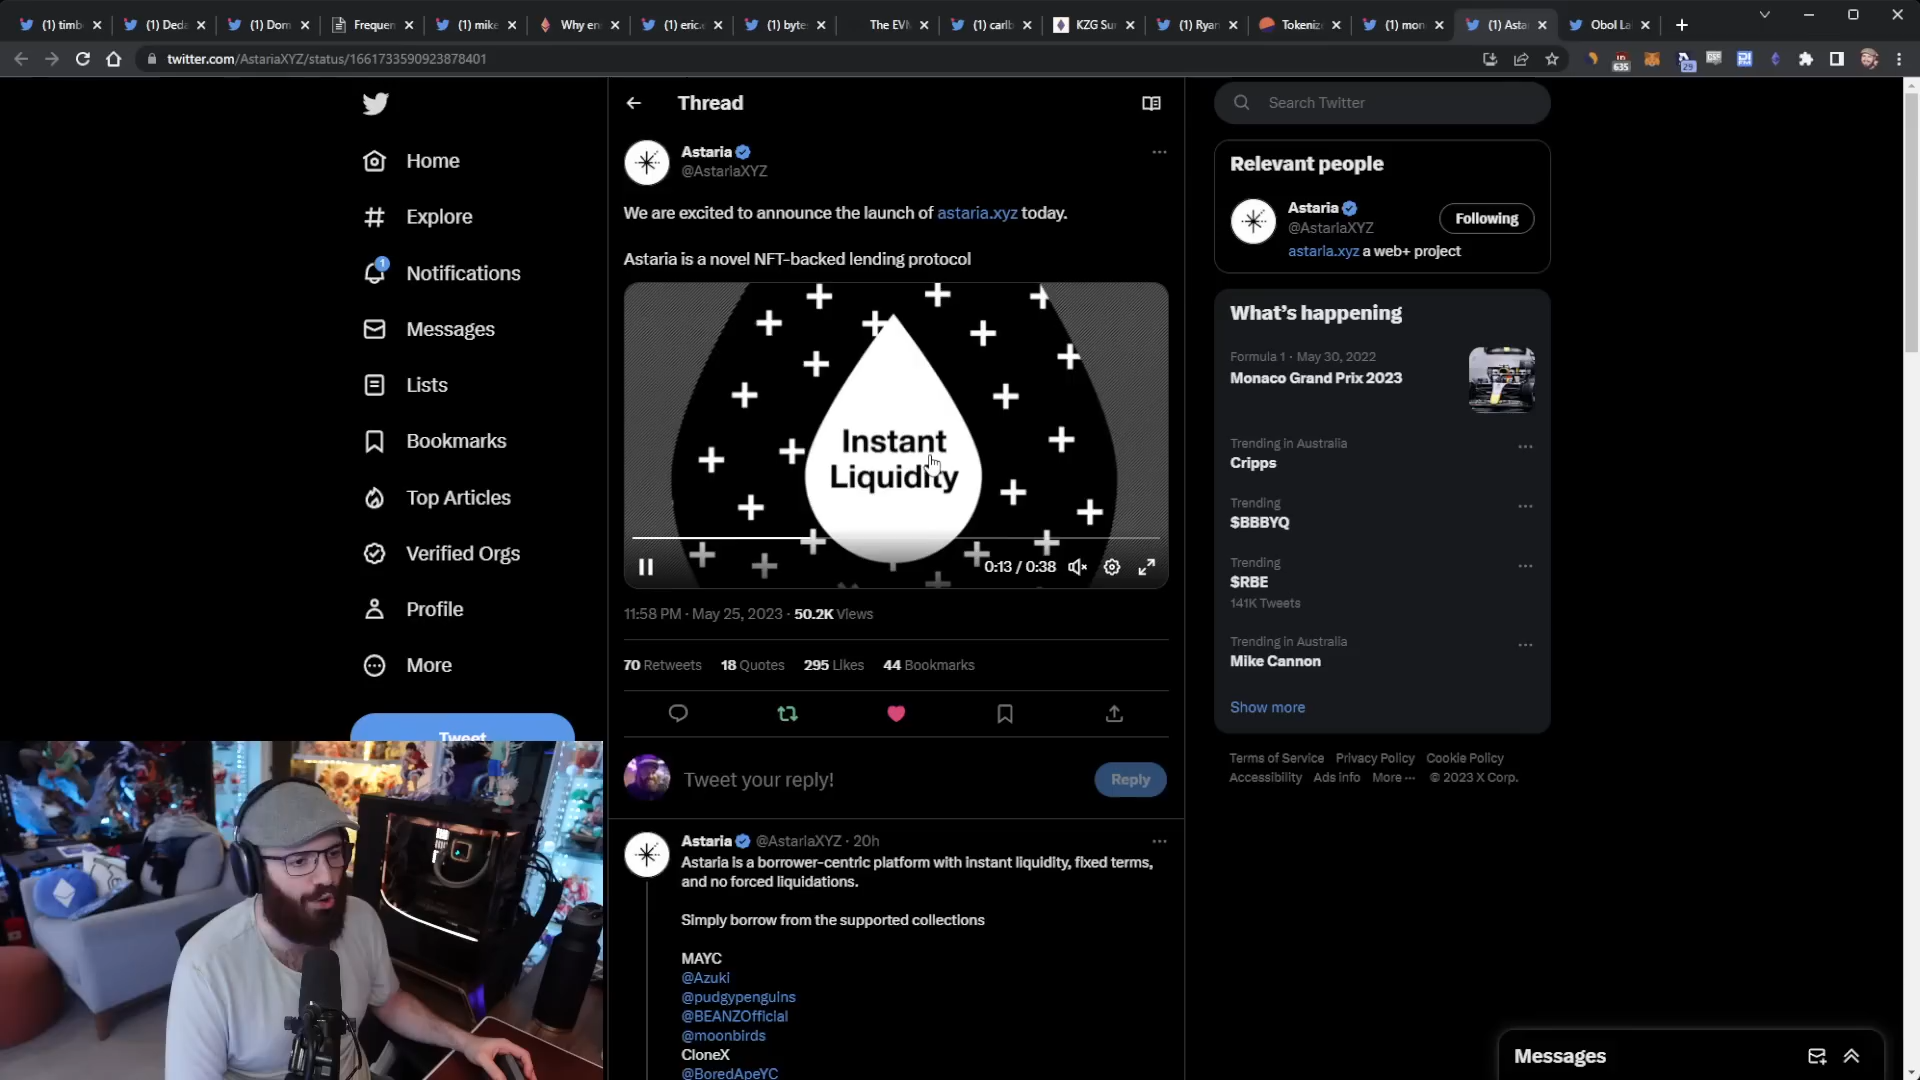 (1) timb
(1) Deda
(1) Dom
Frequen
(1) mike
Why en
(1) eric.
(1) byte
The EVM
(1) carlb
KZG Su
(1) Ryan
Tokeniz
(1) mon
(1) Asta
Obol La
twitter.com/AstariaXYZ/status/1661733590923878401
635
29
Home
Explore
1
Notifications
Messages
Lists
Bookmarks
Top Articles
Verified Orgs
Profile
More
Tweet
Thread
Astaria
@AstariaXYZ
We are excited to announce the launch of astaria.xyz today.
Astaria is a novel NFT-backed lending protocol
Instant
Liquidity
0:13 / 0:38
11:58 PM · May 25, 2023 · 50.2K Views
70 Retweets 18 Quotes 295 Likes 44 Bookmarks
Tweet your reply!
Reply
Astaria @AstariaXYZ · 20h
Astaria is a borrower-centric platform with instant liquidity, fixed terms,
and no forced liquidations.
Simply borrow from the supported collections
MAYC
@Azuki
@pudgypenguins
@BEANZOfficial
@moonbirds
CloneX
@BoredApeYC
Search Twitter
Relevant people
Astaria
@AstariaXYZ
Following
astaria.xyz a web+ project
What's happening
Formula 1 · May 30, 2022
Monaco Grand Prix 2023
Trending in Australia
Cripps
Trending
$BBBYQ
Trending
$RBE
141K Tweets
Trending in Australia
Mike Cannon
Show more
Terms of Service Privacy Policy Cookie Policy
Accessibility Ads info More ··· © 2023 X Corp.
Messages